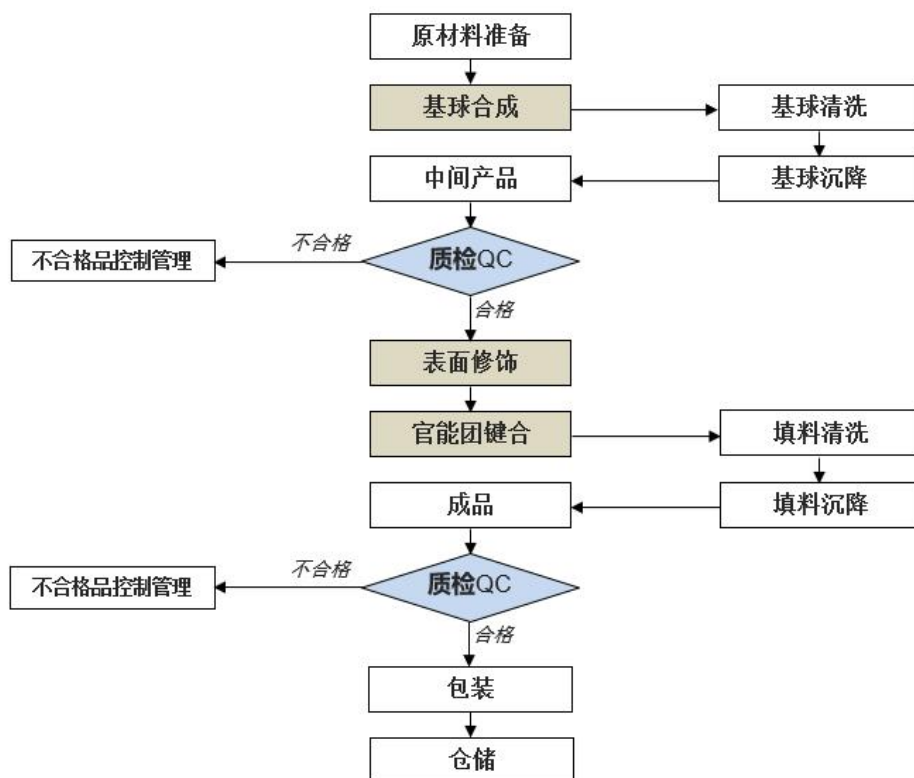 原材料准备
基球合成
基球清洗
中间产品
基球沉降
不合格
不合格品控制管理
质检QC
合格
表面修饰
官能团键合
填料清洗
成品
填料沉降
不合格
不合格品控制管理
质检QC
合格
包装
仓储